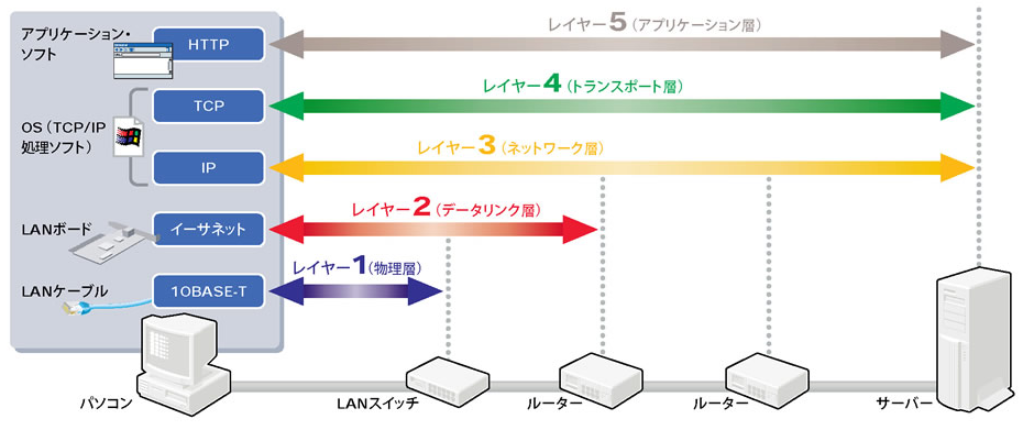 アプリケーション・
ソフト
HTTP
レイヤー5(アプリケーション層)
TCP
レイヤー4(トランスポート層)
OS(TCP/IP
処理ソフト)
IP
レイヤー3(ネットワーク層)
LANボード
イーサネット
レイヤー2(データリンク層)
LANケーブル
10BASE-T
レイヤー1(物理層)
パソコン
LANスイッチ
ルーター
ルーター
サーバー